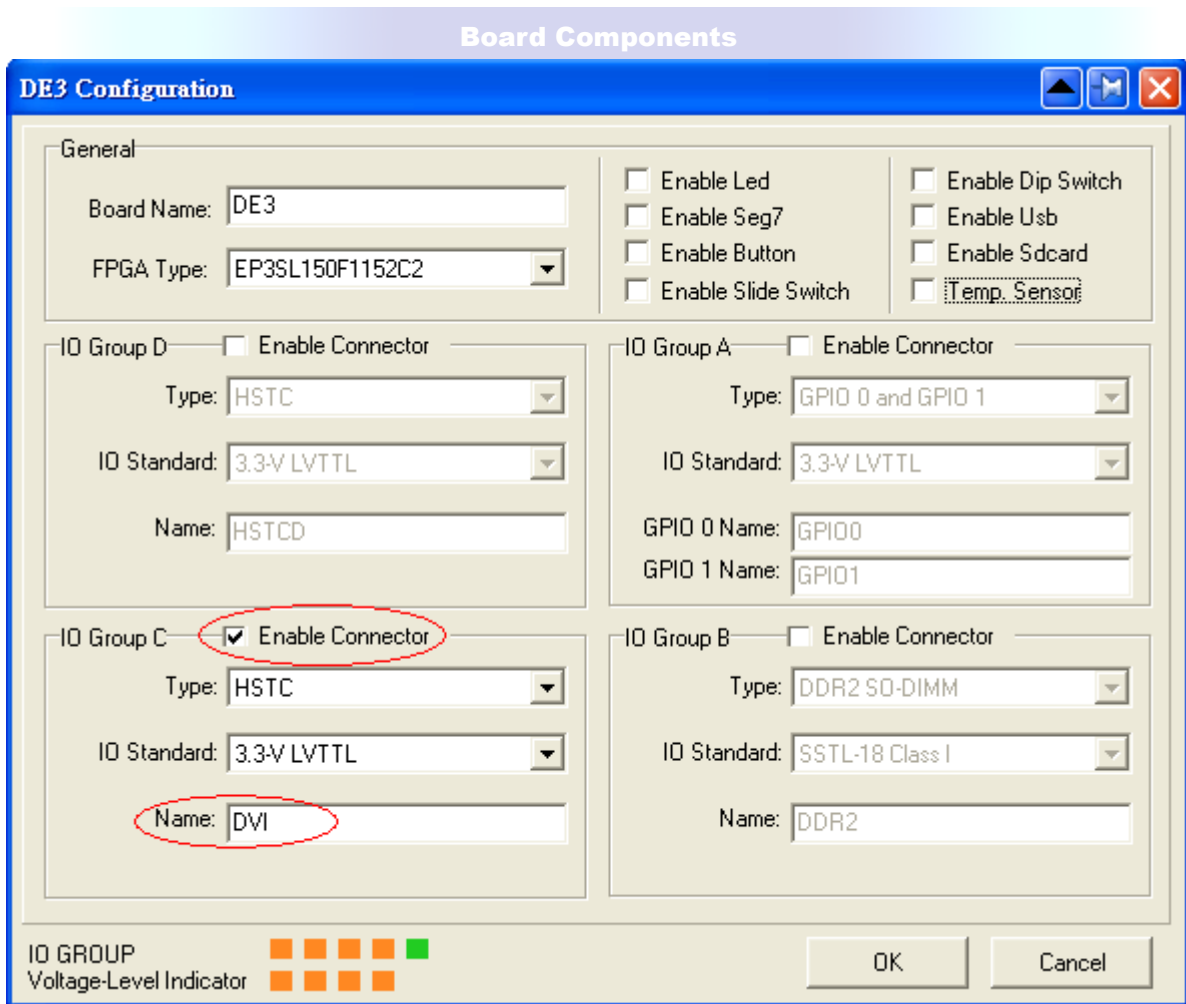 Board Components
DE3 Configuration
General
Board Name: DE3
FPGA Type: EP3SL150F1152C2
Enable Led
Enable Seg7
Enable Button
Enable Slide Switch
Enable Dip Switch
Enable Usb
Enable Sdcard
Temp. Sensor
IO Group D Enable Connector
Type: HSTC
IO Standard: 3.3-V LVTTL
Name: HSTCD
IO Group A Enable Connector
Type: GPIO 0 and GPIO 1
IO Standard: 3.3-V LVTTL
GPIO 0 Name: GPIO0
GPIO 1 Name: GPIO1
IO Group C Enable Connector
Type: HSTC
IO Standard: 3.3-V LVTTL
Name: DVI
IO Group B Enable Connector
Type: DDR2 SO-DIMM
IO Standard: SSTL-18 Class I
Name: DDR2
IO GROUP
Voltage-Level Indicator
OK
Cancel